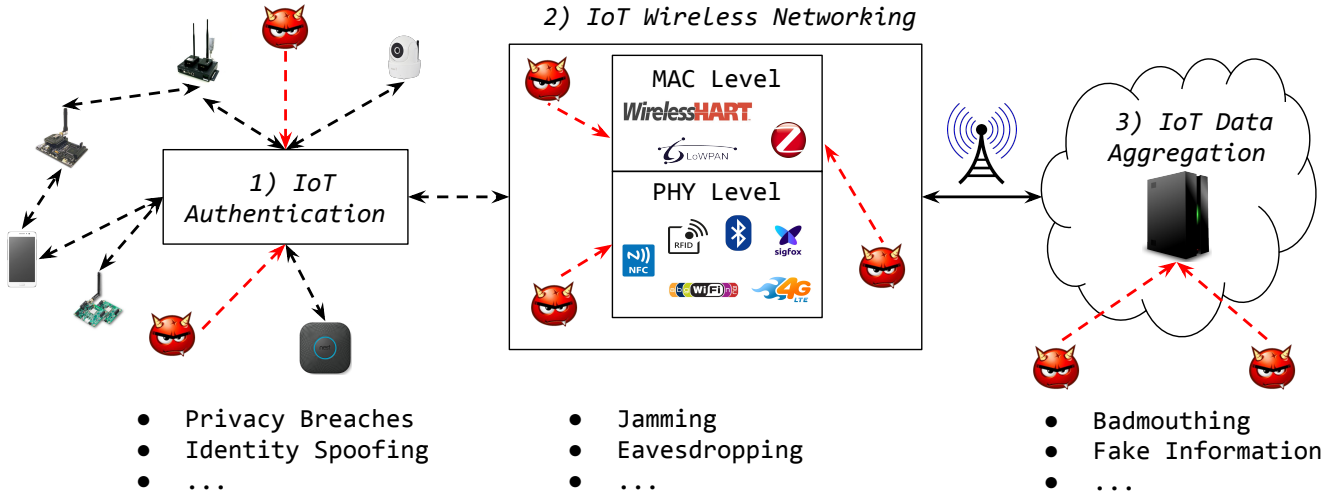 2) IoT Wireless Networking
MAC Level
WirelessHART
6LoWPAN
Z
1) IoT
Authentication
3) IoT Data
Aggregation
PHY Level
RFID
NFC
sigfox
a b g WiFi n g
4G
LTE
● Privacy Breaches
● Identity Spoofing
● ...
● Jamming
● Eavesdropping
● ...
● Badmouthing
● Fake Information
● ...